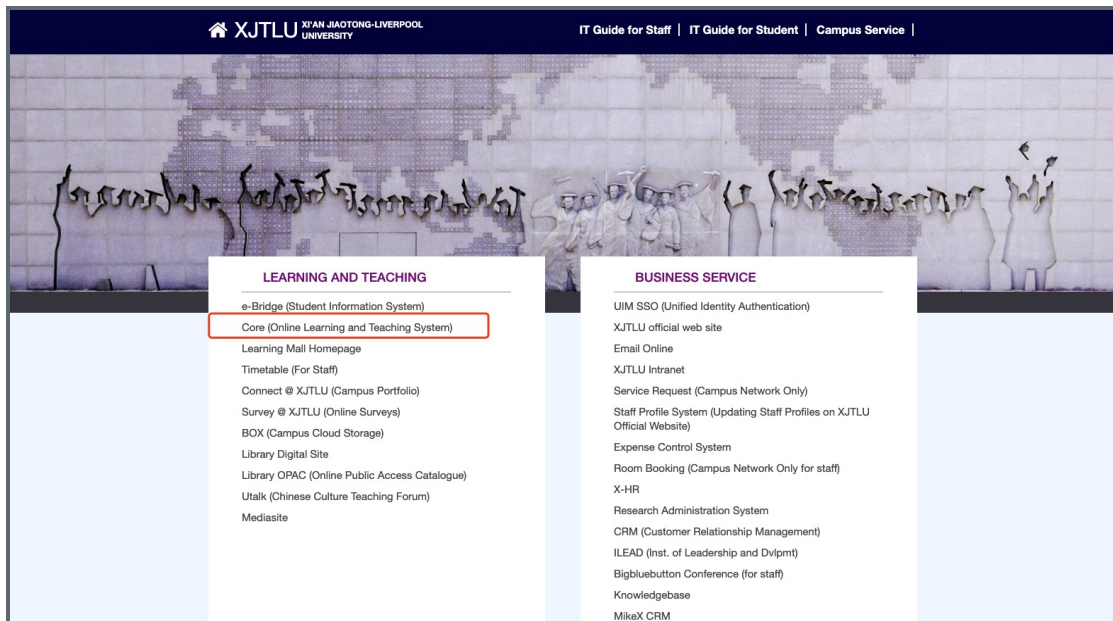 XJTLU XI'AN JIAOTONG-LIVERPOOL
UNIVERSITY
IT Guide for Staff | IT Guide for Student | Campus Service |
LEARNING AND TEACHING
e-Bridge (Student Information System)
Core (Online Learning and Teaching System)
Learning Mall Homepage
Timetable (For Staff)
Connect @ XJTLU (Campus Portfolio)
Survey @ XJTLU (Online Surveys)
BOX (Campus Cloud Storage)
Library Digital Site
Library OPAC (Online Public Access Catalogue)
Utalk (Chinese Culture Teaching Forum)
Mediasite
BUSINESS SERVICE
UIM SSO (Unified Identity Authentication)
XJTLU official web site
Email Online
XJTLU Intranet
Service Request (Campus Network Only)
Staff Profile System (Updating Staff Profiles on XJTLU
Official Website)
Expense Control System
Room Booking (Campus Network Only for staff)
X-HR
Research Administration System
CRM (Customer Relationship Management)
ILEAD (Inst. of Leadership and Dvlpmt)
Bigbluebutton Conference (for staff)
Knowledgebase
MikeX CRM